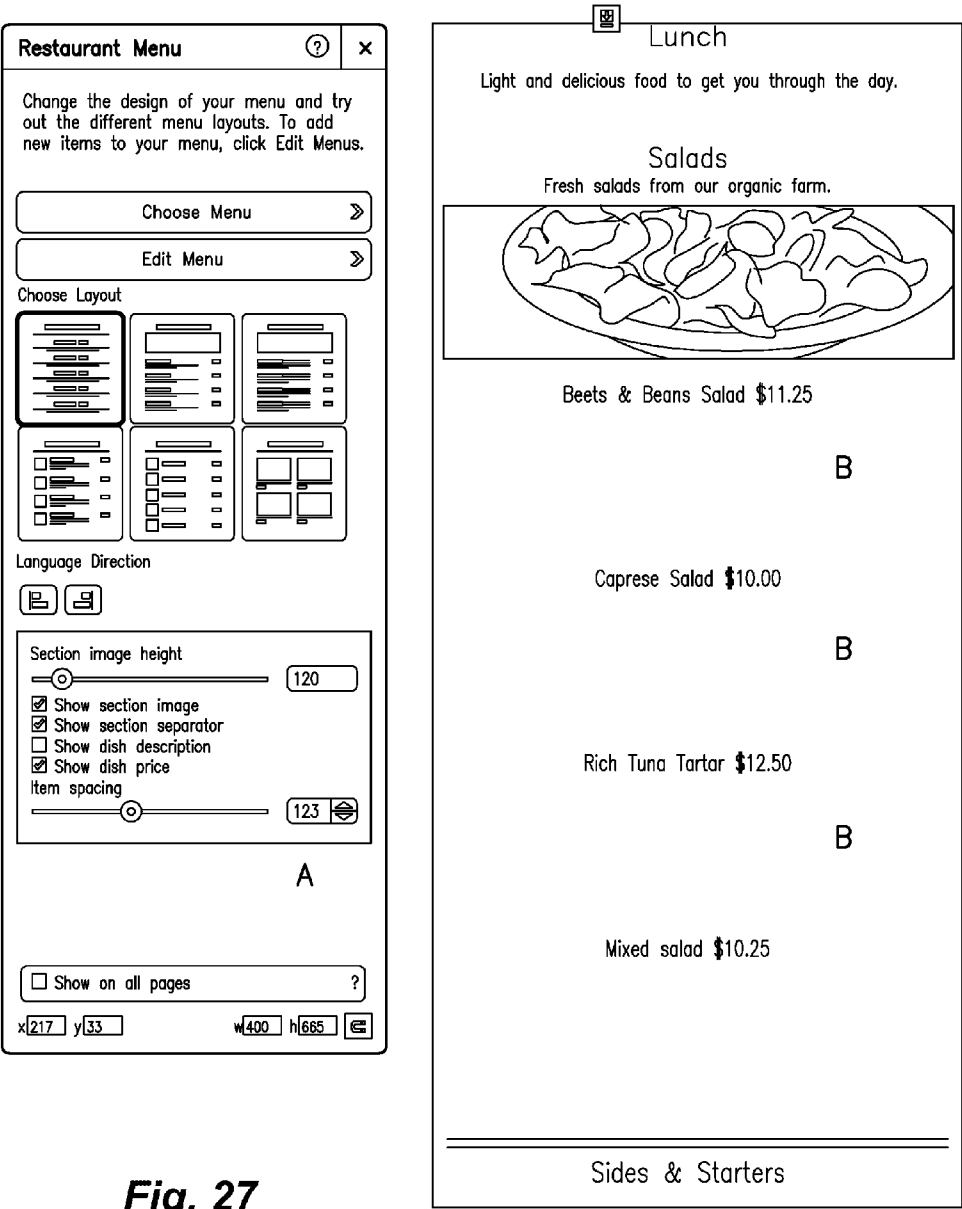 Restaurant Menu ? x
Change the design of your menu and try
out the different menu layouts. To add
new items to your menu, click Edit Menus.
Choose Menu
Edit Menu
Choose Layout
Language Direction
Section image height
120
Show section image
Show section separator
Show dish description
Show dish price
Item spacing
123
A
Show on all pages ?
x 217 y 33 w 400 h 665
Fig. 27
Lunch
Light and delicious food to get you through the day.
Salads
Fresh salads from our organic farm.
Beets & Beans Salad $11.25
B
Caprese Salad $10.00
B
Rich Tuna Tartar $12.50
B
Mixed salad $10.25
Sides & Starters